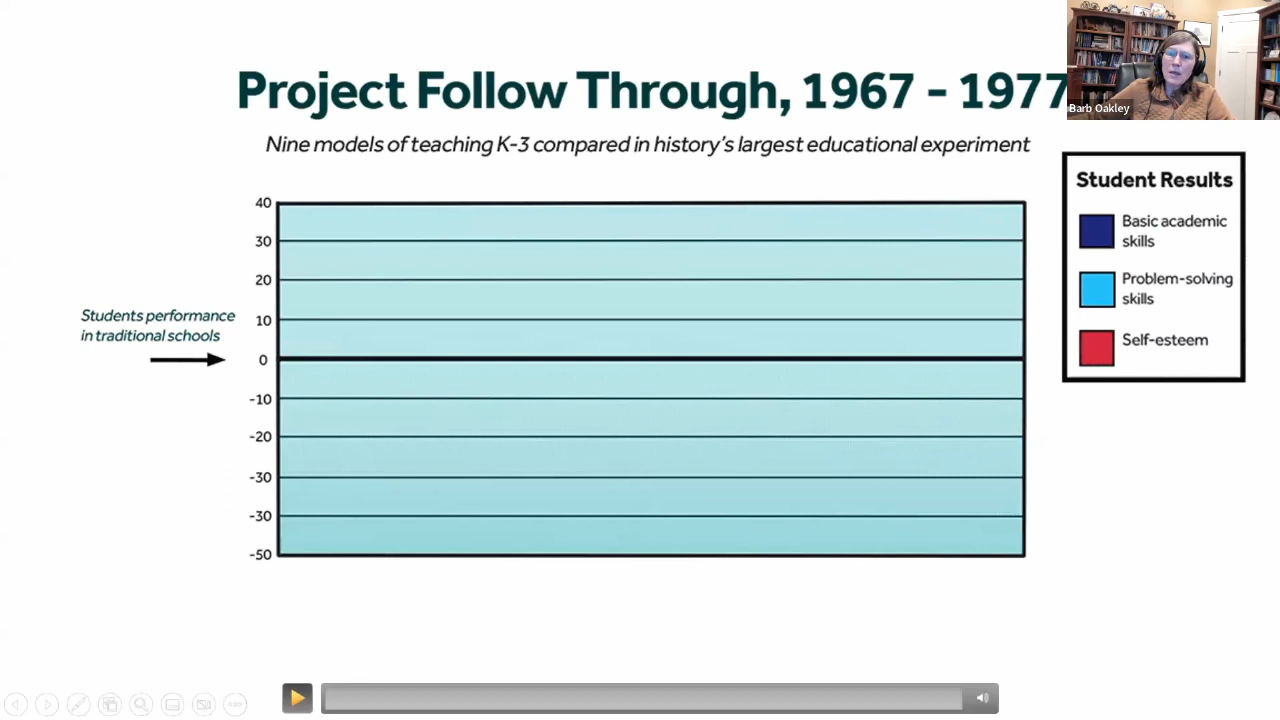 Project Follow Through, 1967 - 1977
Barb Oakley
Nine models of teaching K-3 compared in history's largest educational experiment
Student Results
Basic academic
skills
Problem-solving
skills
Self-esteem
Students performance
in traditional schools
40
30
20
10
0
-10
-20
-30
-30
-50